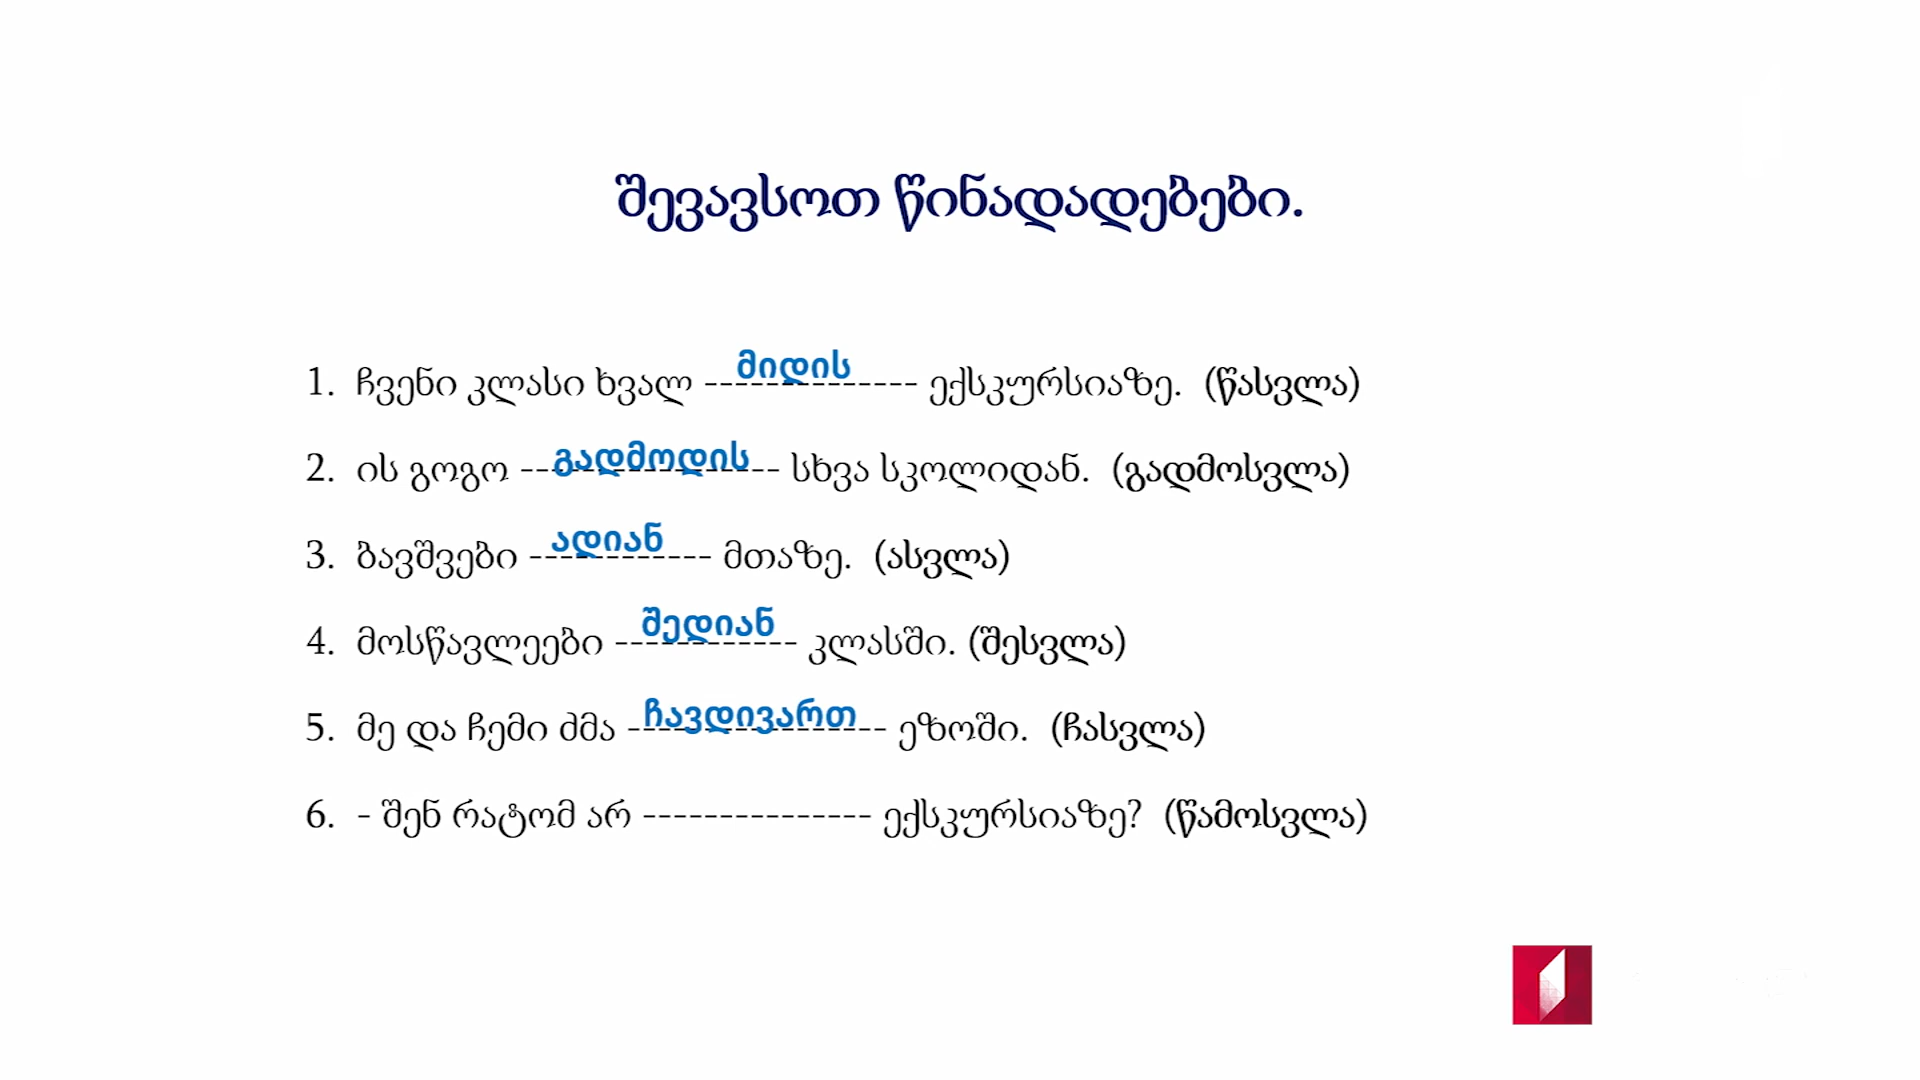 შევავსოთ წინადადებები.
1. ჩვენი კლასი ხვალ --------------- მიდის ექსკურსიაზე. (წასვლა)
2. ის გოგო ------------------ გადმოდის სხვა სკოლიდან. (გადმოსვლა)
3. ბავშვები ------------- ადიან მთაზე. (ასვლა)
4. მოსწავლეები ------------- შედიან კლასში. (შესვლა)
5. მე და ჩემი ძმა ------------------ ჩავდივართ ეზოში. (ჩასვლა)
6. - შენ რატომ არ ---------------- ექსკურსიაზე? (წამოსვლა)